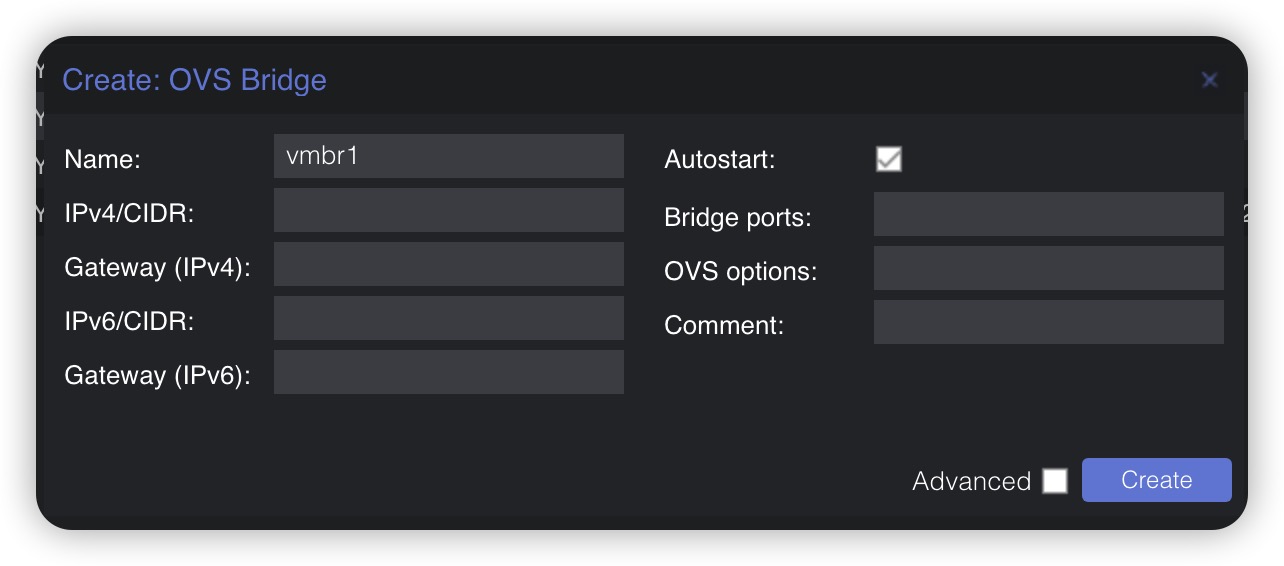 Create: OVS Bridge
Name: vmbr1
IPv4/CIDR:
Gateway (IPv4):
IPv6/CIDR:
Gateway (IPv6):
Autostart:
Bridge ports:
OVS options:
Comment:
Advanced Create